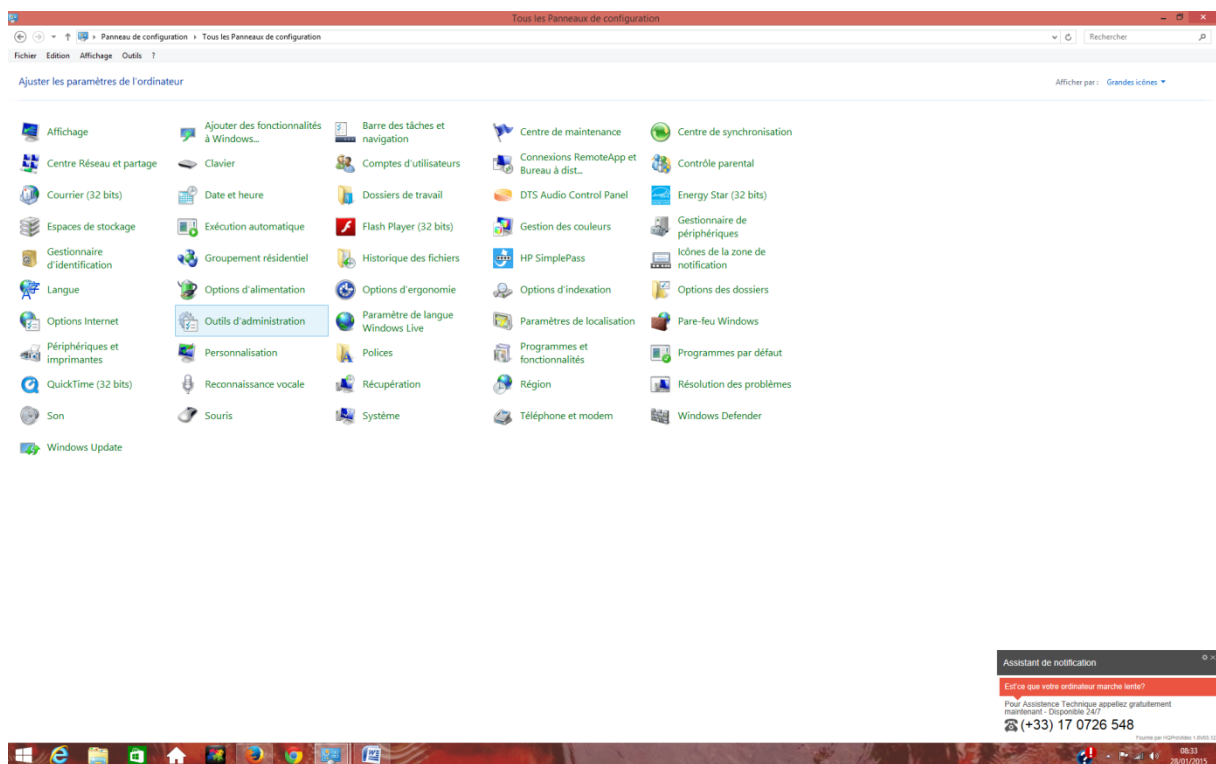 Tous les Panneaux de configuration
Panneau de configuration Tous les Panneaux de configuration
Rechercher
Fichier Edition Affichage Outils ?
Ajuster les paramètres de l'ordinateur
Afficher par : Grandes icônes
Affichage
Ajouter des fonctionnalités
à Windows...
Barre des tâches et
navigation
Centre de maintenance
Centre de synchronisation
Centre Réseau et partage
Clavier
Comptes d'utilisateurs
Connexions RemoteApp et
Bureau à dist...
Contrôle parental
Courrier (32 bits)
Date et heure
Dossiers de travail
DTS Audio Control Panel
Energy Star (32 bits)
Espaces de stockage
Exécution automatique
Flash Player (32 bits)
Gestion des couleurs
Gestionnaire de
périphériques
Gestionnaire
d'identification
Groupement résidentiel
Historique des fichiers
HP SimplePass
Icônes de la zone de
notification
Langue
Options d'alimentation
Options d'ergonomie
Options d'indexation
Options des dossiers
Options Internet
Outils d'administration
Paramètre de langue
Windows Live
Paramètres de localisation
Pare-feu Windows
Périphériques et
imprimantes
Personnalisation
Polices
Programmes et
fonctionnalités
Programmes par défaut
QuickTime (32 bits)
Reconnaissance vocale
Récupération
Région
Résolution des problèmes
Son
Souris
Système
Téléphone et modem
Windows Defender
Windows Update
Assistant de notification
Est'ce que votre ordinateur marche lente?
Pour Assistence Technique appellez gratuitement
maintenant - Disponible 24/7
(+33) 17 0726 548
Fournie par
08:33
28/01/2015